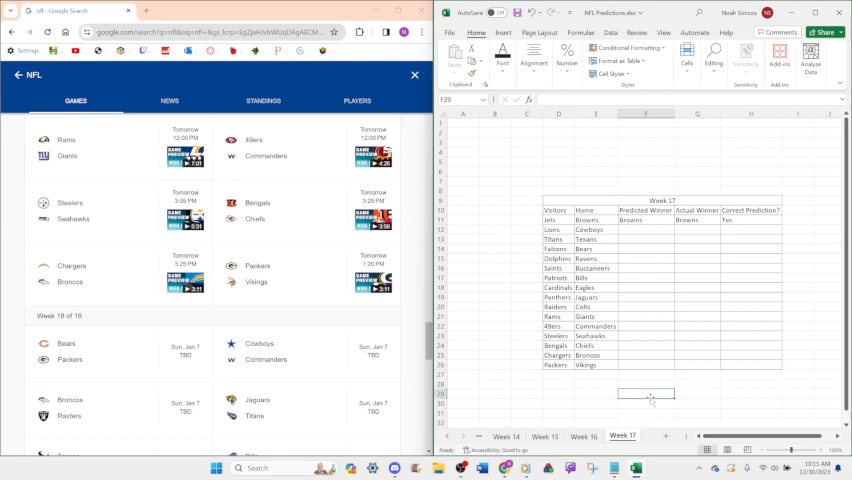 nfl - Google Search
google.com/search?q=nfl&oq=nfl+&gs_lcrp=EgZjaHJvbWUqDAgAECM...
N
Settings
NFL
GAMES NEWS STANDINGS PLAYERS
Rams
Giants
Tomorrow
12:00 PM
7:01
49ers
Commanders
Tomorrow
12:00 PM
4:26
Steelers
Seahawks
Tomorrow
3:05 PM
5:31
Bengals
Chiefs
Tomorrow
3:25 PM
3:56
Chargers
Broncos
Tomorrow
3:25 PM
3:11
Packers
Vikings
Tomorrow
7:20 PM
3:11
Week 18 of 18
Bears
Packers
Sun, Jan 7
TBD
Cowboys
Commanders
Sun, Jan 7
TBD
Broncos
Raiders
Sun, Jan 7
TBD
Jaguars
Titans
Sun, Jan 7
TBD
AutoSave Off NFL Predictions.xlsx Noah Simcox NS
File Home Insert Draw Page Layout Formulas Data Review View Automate Help Comments Share
Paste
Clipboard
Font
Alignment
Number
Conditional Formatting
Format as Table
Cell Styles
Styles
Cells
Editing
Sensitivity
Sensitivity
Add-ins
Add-ins
Analyze Data
F29 fx
A B C D E F G H I J
Week 17
Visitors Home Predicted Winner Actual Winner Correct Prediction?
Jets Browns Browns Browns Yes
Lions Cowboys
Titans Texans
Falcons Bears
Dolphins Ravens
Saints Buccaneers
Patriots Bills
Cardinals Eagles
Panthers Jaguars
Raiders Colts
Rams Giants
49ers Commanders
Steelers Seahawks
Bengals Chiefs
Chargers Broncos
Packers Vikings
Week 14 Week 15 Week 16 Week 17
Accessibility: Good to go
100%
Search
10:15 AM
12/30/2023